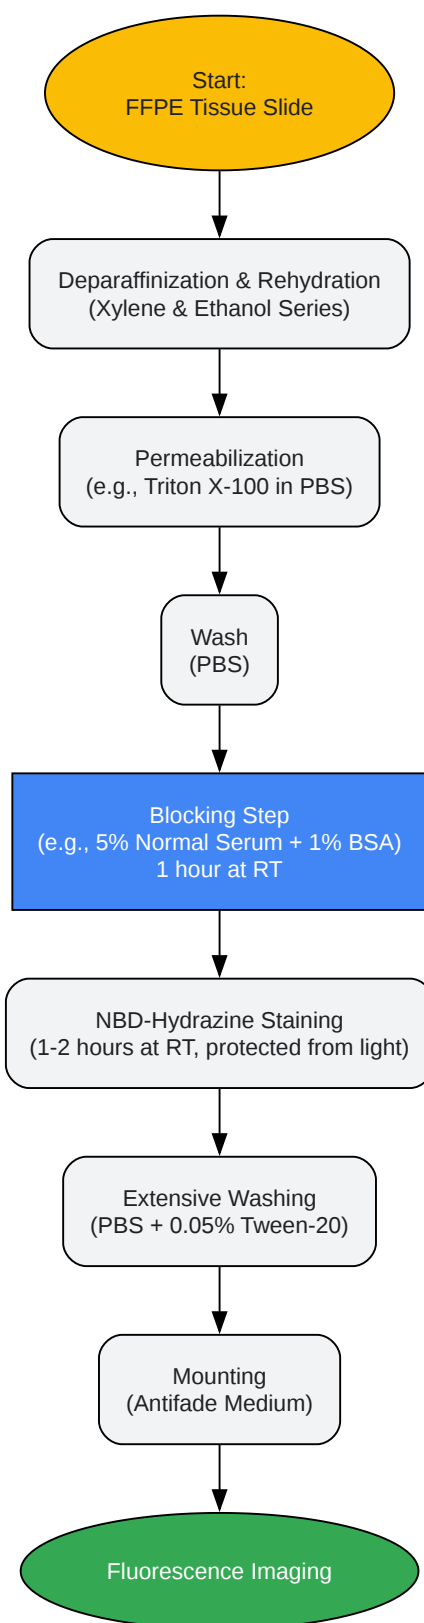 Start:
FFPE Tissue Slide
Deparaffinization & Rehydration
(Xylene & Ethanol Series)
Permeabilization
(e.g., Triton X-100 in PBS)
Wash
(PBS)
Blocking Step
(e.g., 5% Normal Serum + 1% BSA)
1 hour at RT
NBD-Hydrazine Staining
(1-2 hours at RT, protected from light)
Extensive Washing
(PBS + 0.05% Tween-20)
Mounting
(Antifade Medium)
Fluorescence Imaging